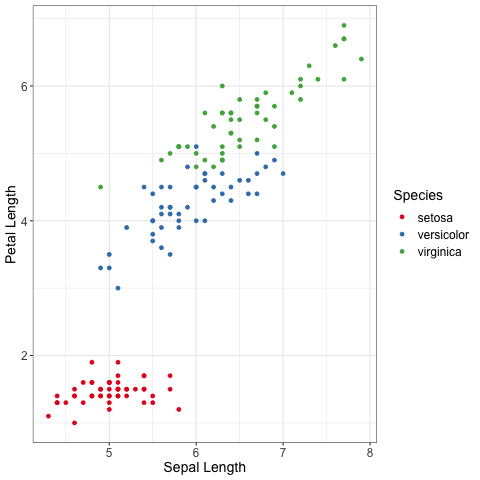 6
4
2
Petal Length
5 6 7 8
Sepal Length
Species
setosa
versicolor
virginica